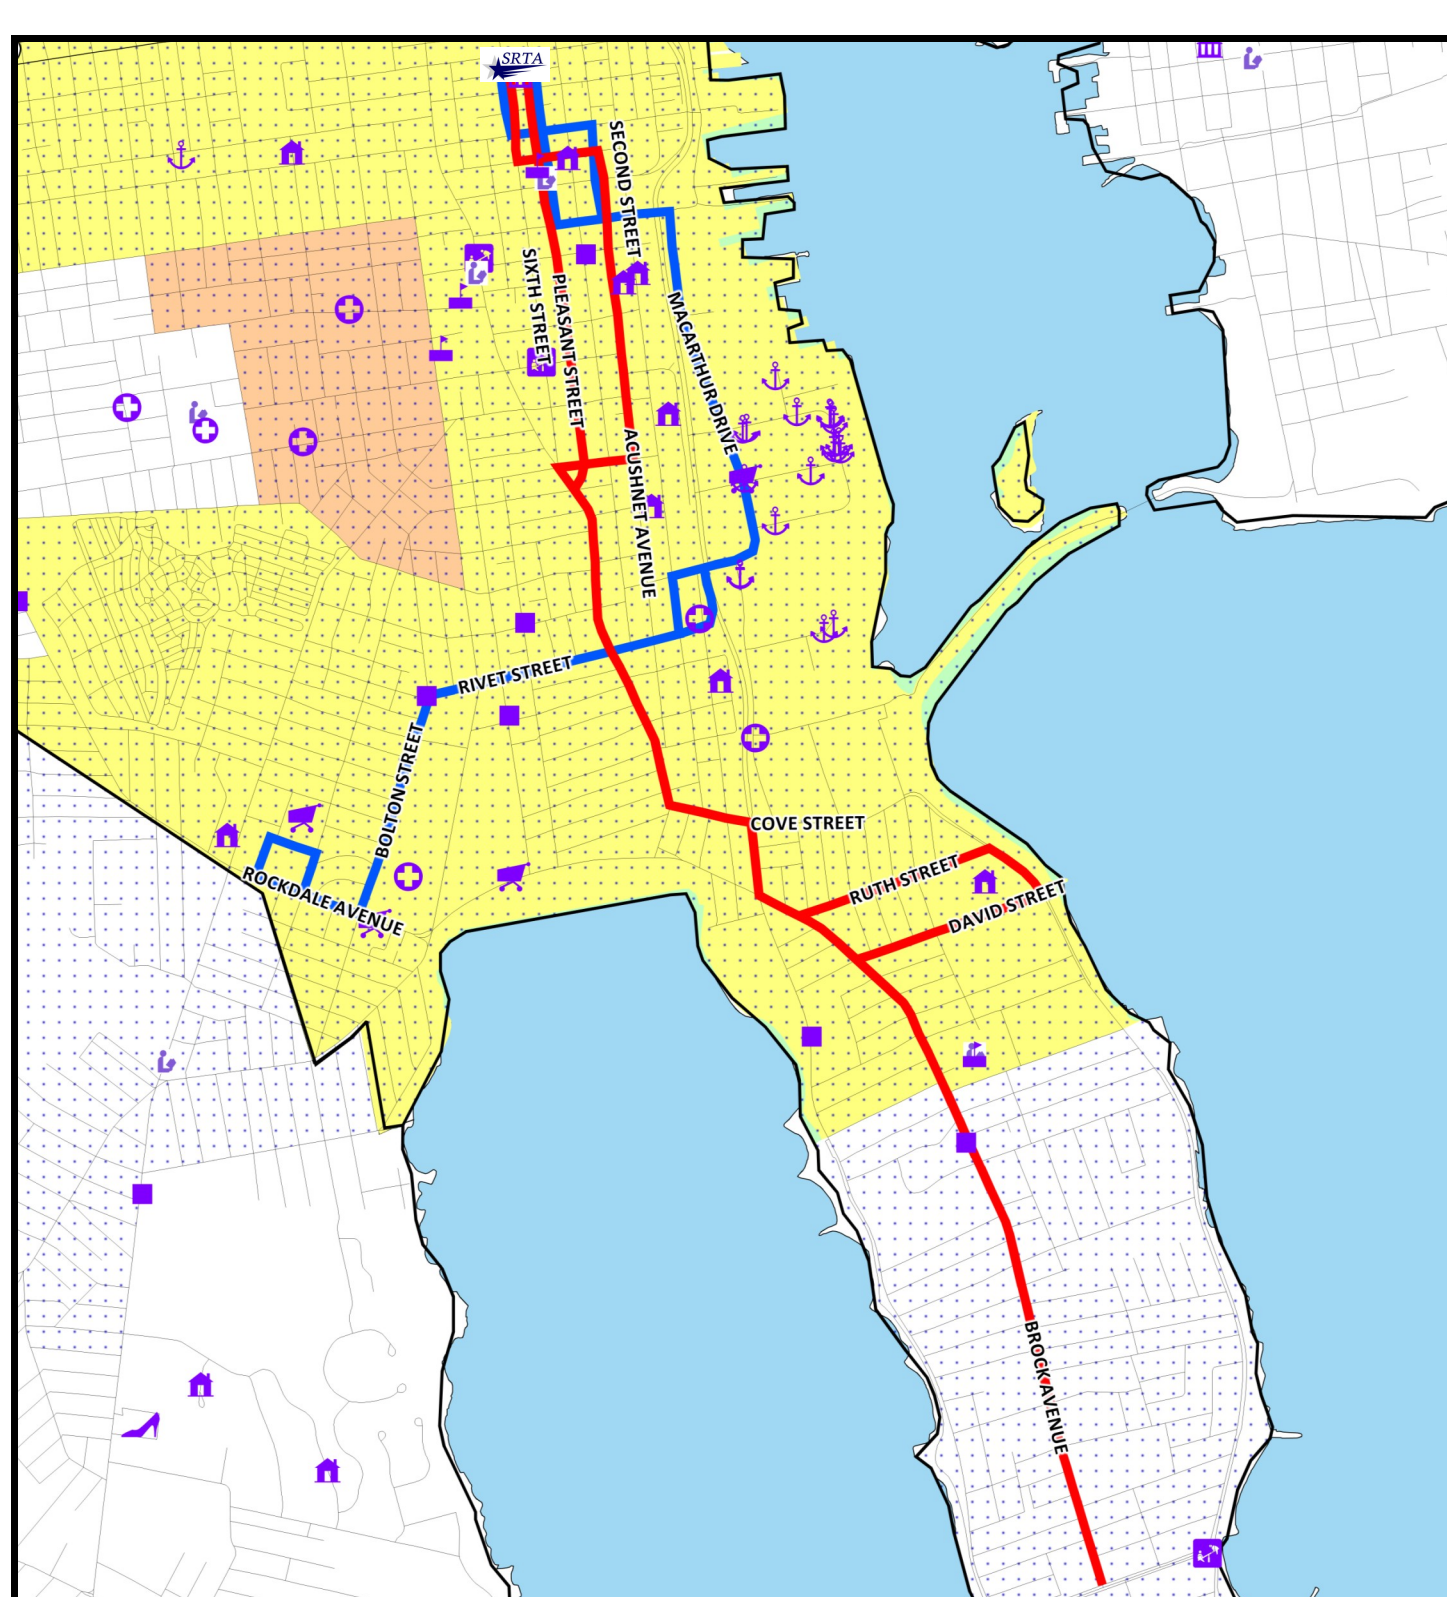 SRTA
SECOND STREET
SIXTH STREET
PLEASANT STREET
MACARTHUR DRIVE
ACUSHNET AVENUE
RIVET STREET
BOLTON STREET
COVE STREET
RUTH STREET
ROCKDALE AVENUE
DAVID STREET
BROCK AVENUE